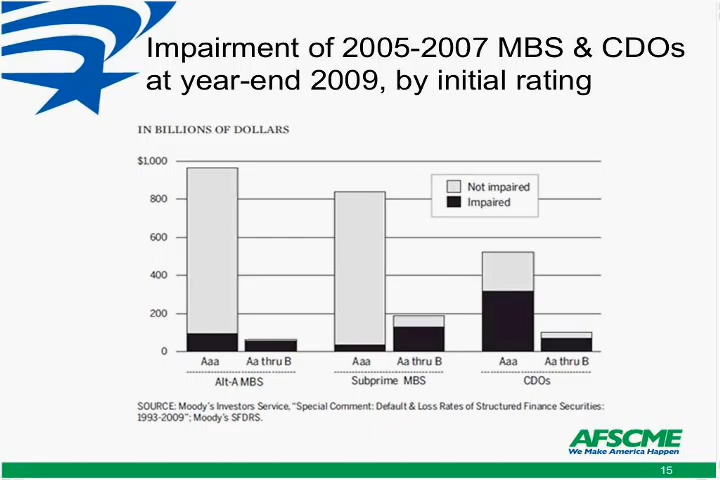 Impairment of 2005-2007 MBS & CDOs
at year-end 2009, by initial rating
IN BILLIONS OF DOLLARS
$1,000
800
600
400
200
0
Not impaired
Impaired
Aaa Aa thru B Aaa Aa thru B Aaa Aa thru B
Alt-A MBS Subprime MBS CDOs
SOURCE: Moody's Investors Service, "Special Comment: Default & Loss Rates of Structured Finance Securities:
1993-2009"; Moody's SFDRS.
AFSCME
We Make America Happen
15